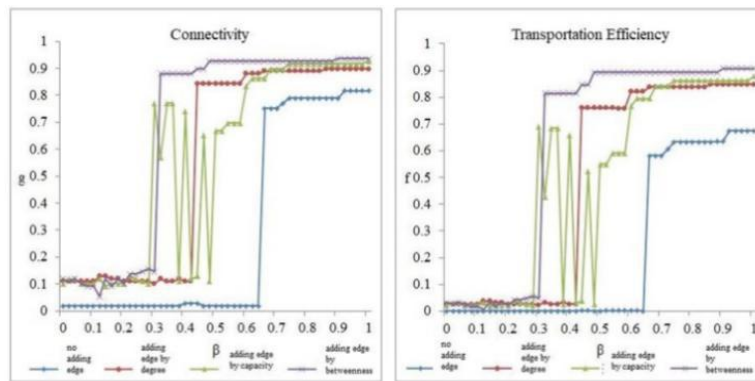 Connectivity
1
0.9
0.8
0.7
0.6
0.5
0.4
0.3
0.2
0.1
0
0 0.1 0.2 0.3 0.4 0.5 0.6 0.7 0.8 0.9 1
β
no adding edge
adding edge by degree
adding edge by capacity
adding edge by betweenness
Transportation Efficiency
1
0.9
0.8
0.7
0.6
0.5
0.4
0.3
0.2
0.1
0
0 0.1 0.2 0.3 0.4 0.5 0.6 0.7 0.8 0.9 1
β
no adding edge
adding edge by degree
adding edge by capacity
adding edge by betweenness